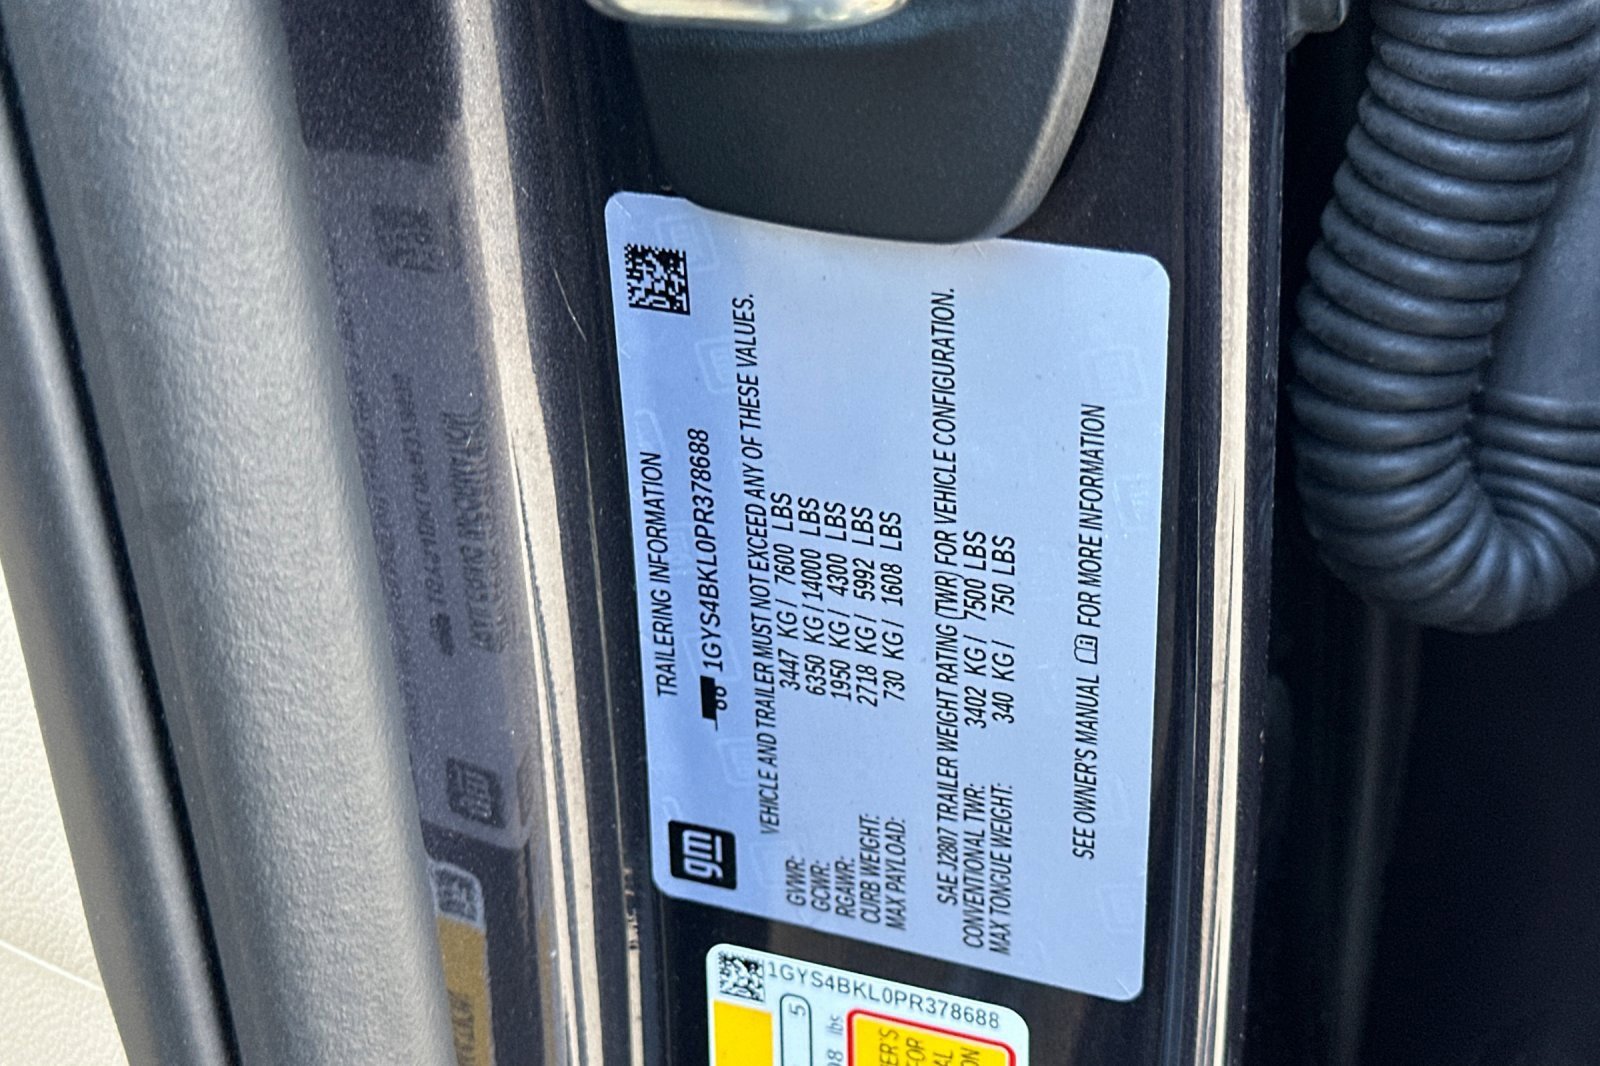 gm
TRAILERING INFORMATION
1GYS4BKL0PR378688
VEHICLE AND TRAILER MUST NOT EXCEED ANY OF THESE VALUES.
GVWR: 3447 KG / 7600 LBS
GCWR: 6350 KG / 14000 LBS
RGAWR: 1950 KG / 4300 LBS
CURB WEIGHT: 2718 KG / 5992 LBS
MAX PAYLOAD: 730 KG / 1608 LBS
SAE J2807 TRAILER WEIGHT RATING (TWR) FOR VEHICLE CONFIGURATION.
CONVENTIONAL TWR: 3402 KG / 7500 LBS
MAX TONGUE WEIGHT: 340 KG / 750 LBS
SEE OWNER'S MANUAL FOR MORE INFORMATION
1GYS4BKL0PR378688
5
lbs